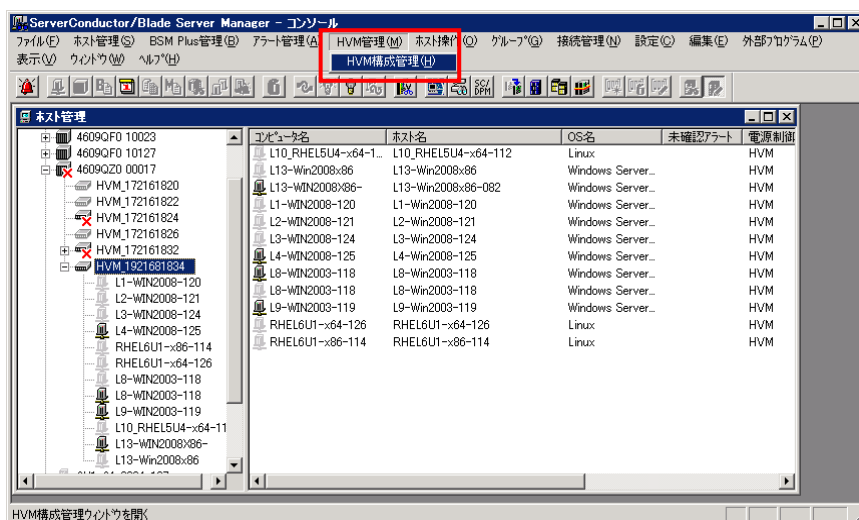 ServerConductor/Blade Server Manager - コンソール
ファイル(F) ホスト管理(S) BSM Plus管理(B) アラート管理(A) HVM管理(M) ホスト操作(O) グループ(G) 接続管理(N) 設定(C) 編集(E) 外部プログラム(P)
表示(V) ウィンドウ(W) ヘルプ(H)
HVM構成管理(H)
ホスト管理
4609QF0 10023
4609QF0 10127
4609QZ0 00017
HVM_172161820
HVM_172161822
HVM_172161824
HVM_172161826
HVM_172161832
HVM_1921681834
L1-WIN2008-120
L2-WIN2008-121
L3-WIN2008-124
L4-WIN2008-125
RHEL6U1-x86-114
RHEL6U1-x64-126
L8-WIN2003-118
L8-WIN2003-118
L9-WIN2003-119
L10_RHEL5U4-x64-11
L13-WIN2008X86-
L13-Win2008x86
コンピュータ名 ホスト名 OS名 未確認アラート 電源制御
L10_RHEL5U4-x64-1... L10_RHEL5U4-x64-112 Linux HVM
L13-Win2008x86 L13-Win2008x86 Windows Server... HVM
L13-WIN2008X86- L13-Win2008x86-082 Windows Server... HVM
L1-WIN2008-120 L1-Win2008-120 Windows Server... HVM
L2-WIN2008-121 L2-Win2008-121 Windows Server... HVM
L3-WIN2008-124 L3-Win2008-124 Windows Server... HVM
L4-WIN2008-125 L4-Win2008-125 Windows Server... HVM
L8-WIN2003-118 L8-Win2003-118 Windows Server... HVM
L8-WIN2003-118 L8-Win2003-118 Windows Server... HVM
L9-WIN2003-119 L9-Win2003-119 Windows Server... HVM
RHEL6U1-x64-126 RHEL6U1-x64-126 Linux HVM
RHEL6U1-x86-114 RHEL6U1-x86-114 Linux HVM
HVM構成管理ウィンドウを開く